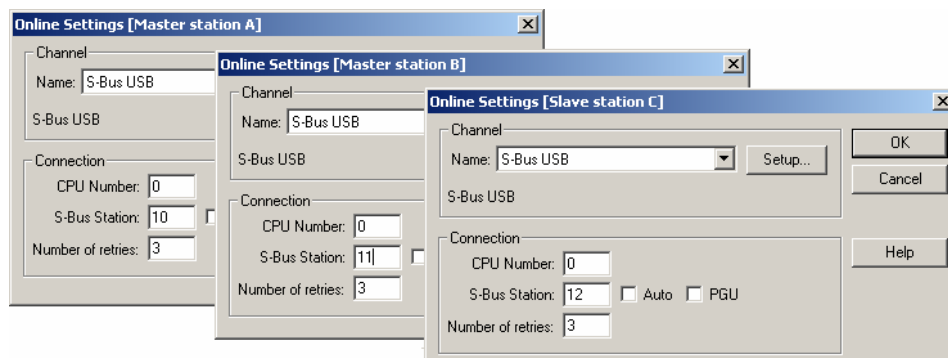 Online Settings [Master station A]
Channel
Name: S-Bus USB
S-Bus USB
Connection
CPU Number: 0
S-Bus Station: 10
Number of retries: 3
Online Settings [Master station B]
Channel
Name: S-Bus USB
S-Bus USB
Connection
CPU Number: 0
S-Bus Station: 11
Number of retries: 3
Online Settings [Slave station C]
Channel
Name: S-Bus USB Setup...
S-Bus USB
Connection
CPU Number: 0
S-Bus Station: 12 Auto PGU
Number of retries: 3
OK
Cancel
Help